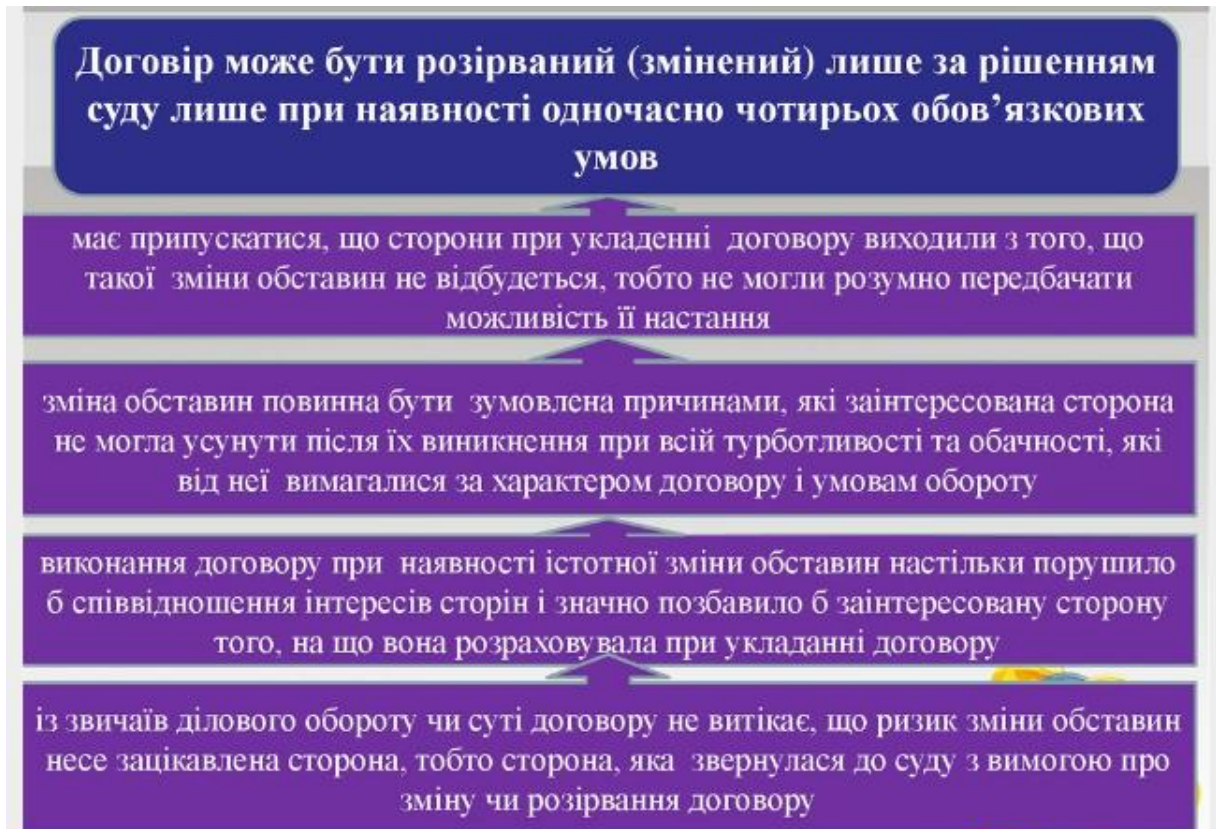 Договір може бути розірваний (змінений) лише за рішенням
суду лише при наявності одночасно чотирьох обов’язкових
умов
має припускатися, що сторони при укладенні договору виходили з того, що
такої зміни обставин не відбудеться, тобто не могли розумно передбачати
можливість її настання
зміна обставин повинна бути зумовлена причинами, які заінтересована сторона
не могла усунути після їх виникнення при всій турботливості та обачності, які
від неї вимагалися за характером договору і умовам обороту
виконання договору при наявності істотної зміни обставин настільки порушило
б співвідношення інтересів сторін і значно позбавило б заінтересовану сторону
того, на що вона розраховувала при укладанні договору
із звичаїв ділового обороту чи суті договору не витікає, що ризик зміни обставин
несе зацікавлена сторона, тобто сторона, яка звернулася до суду з вимогою про
зміну чи розірвання договору